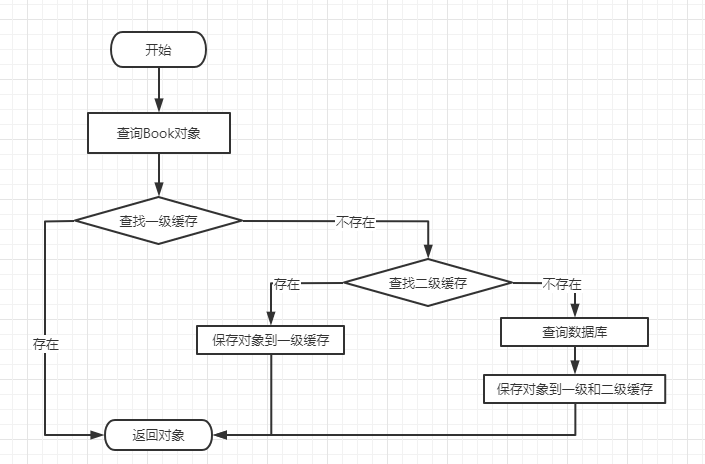 开始
查询Book对象
查找一级缓存
不存在
查找二级缓存
存在
不存在
查询数据库
保存对象到一级缓存
存在
保存对象到一级和二级缓存
返回对象